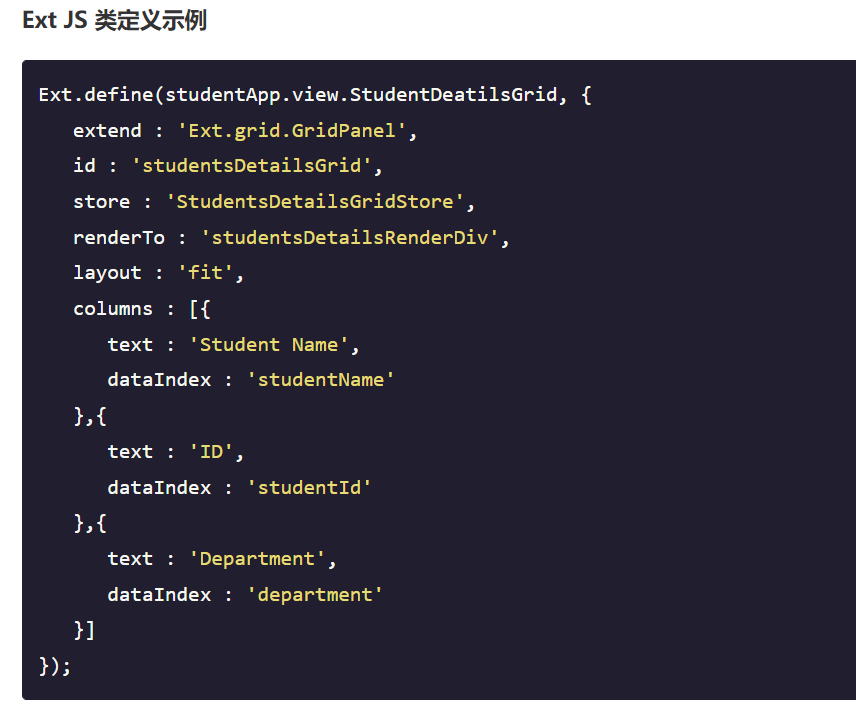 Ext JS 类定义示例
Ext.define(studentApp.view.StudentDeatilsGrid, {
   extend : 'Ext.grid.GridPanel',
   id : 'studentsDetailsGrid',
   store : 'StudentsDetailsGridStore',
   renderTo : 'studentsDetailsRenderDiv',
   layout : 'fit',
   columns : [{
      text : 'Student Name',
      dataIndex : 'studentName'
   },{
      text : 'ID',
      dataIndex : 'studentId'
   },{
      text : 'Department',
      dataIndex : 'department'
   }]
});